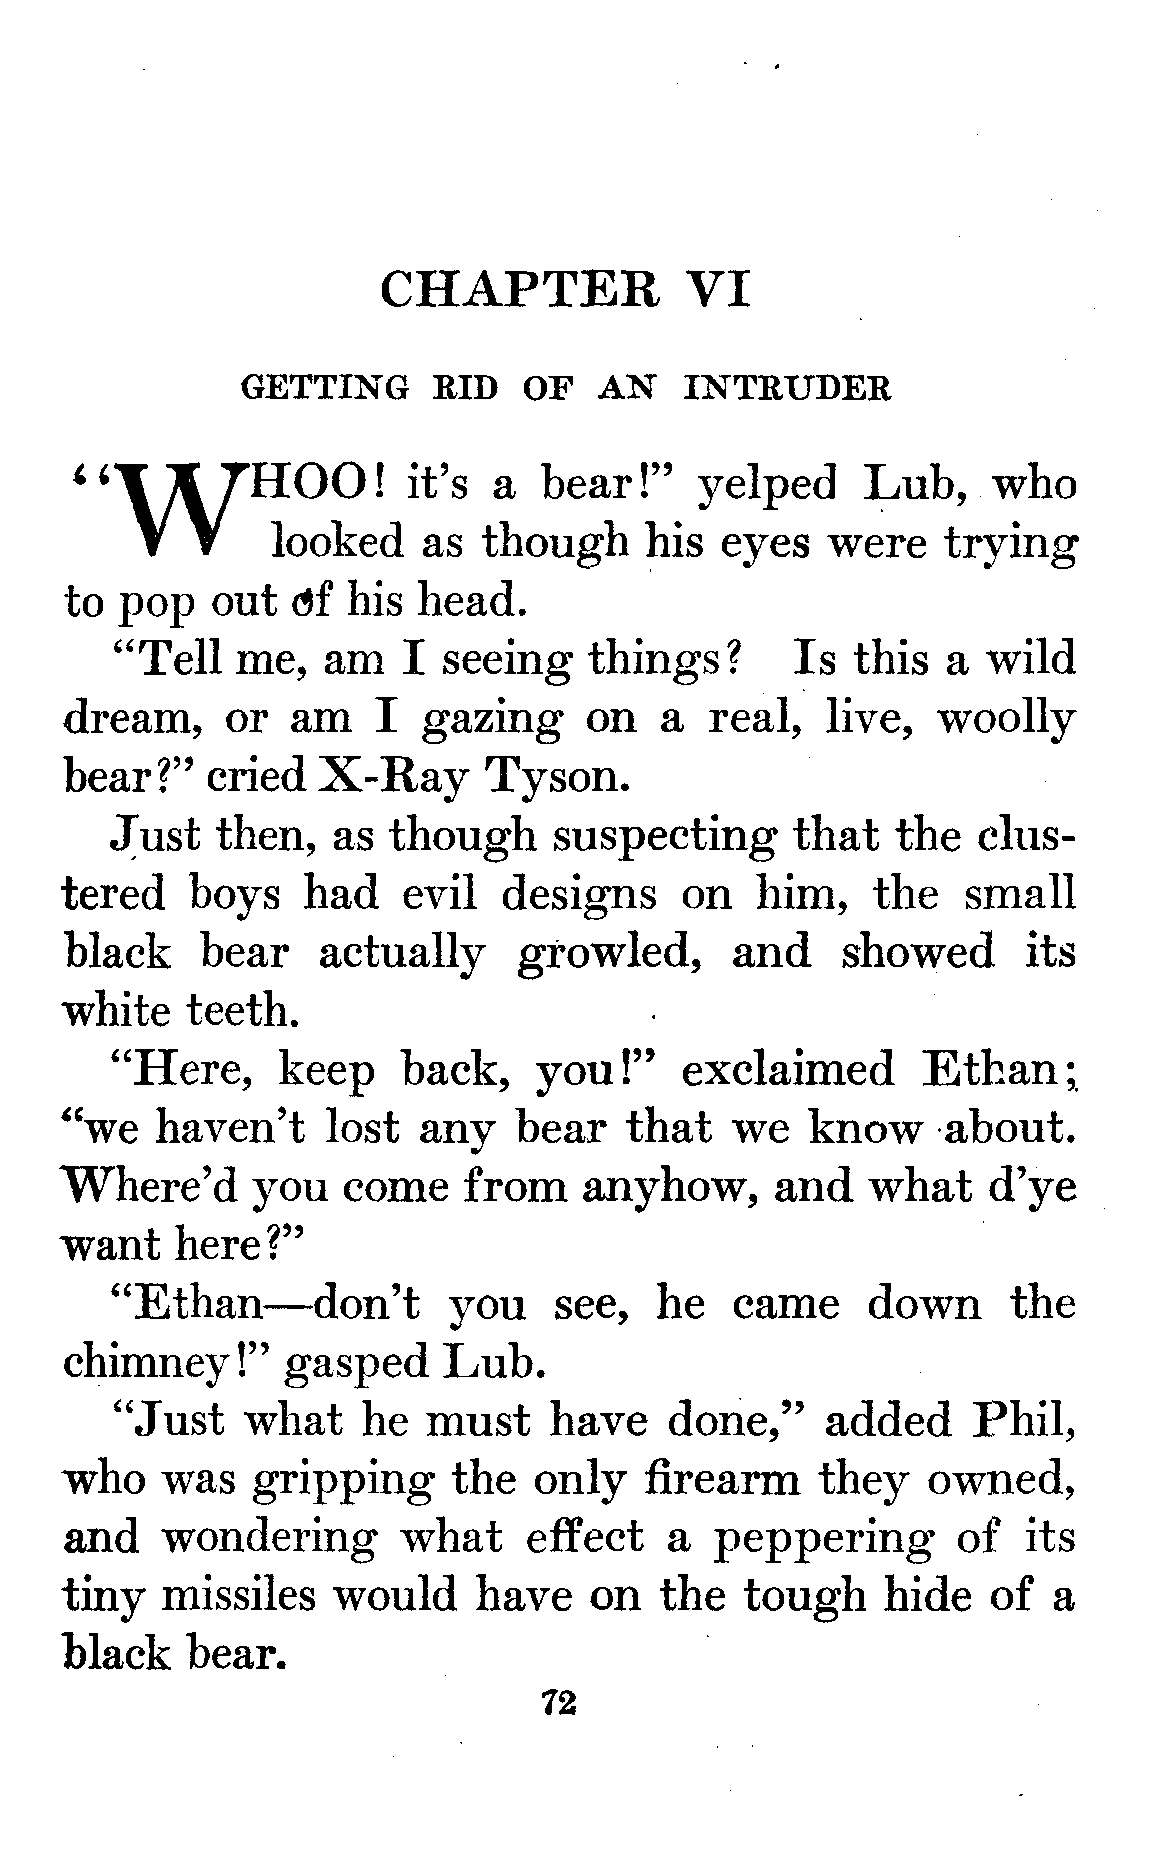 CHAPTER VI
GETTING RID OF AN INTRUDER
“WHOO! it’s a bear!” yelped Lub, who
looked as though his eyes were trying
to pop out of his head.
“Tell me, am I seeing things? Is this a wild
dream, or am I gazing on a real, live, woolly
bear?” cried X-Ray Tyson.
Just then, as though suspecting that the clus-
tered boys had evil designs on him, the small
black bear actually growled, and showed its
white teeth.
“Here, keep back, you!” exclaimed Ethan;
“we haven’t lost any bear that we know about.
Where’d you come from anyhow, and what d’ye
want here?”
“Ethan—don’t you see, he came down the
chimney!” gasped Lub.
“Just what he must have done,” added Phil,
who was gripping the only firearm they owned,
and wondering what effect a peppering of its
tiny missiles would have on the tough hide of a
black bear.
72